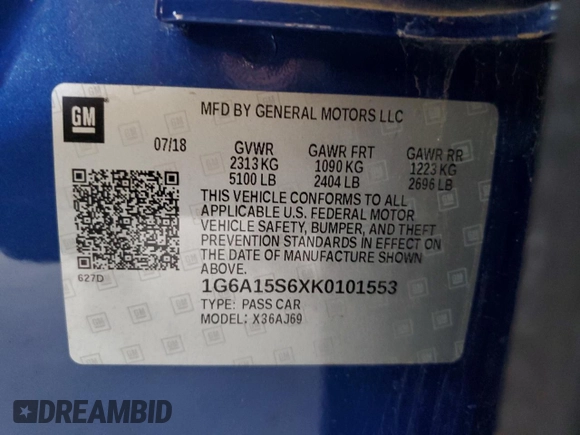 GM
MFD BY GENERAL MOTORS LLC
07/18 GVWR GAWR FRT GAWR RR
2313 KG 1090 KG 1223 KG
5100 LB 2404 LB 2696 LB
THIS VEHICLE CONFORMS TO ALL
APPLICABLE U.S. FEDERAL MOTOR
VEHICLE SAFETY, BUMPER, AND THEFT
PREVENTION STANDARDS IN EFFECT ON
THE DATE OF MANUFACTURE SHOWN
ABOVE.
627D
1G6A15S6XK0101553
TYPE: PASS CAR
MODEL: X36AJ69
DREAMBID